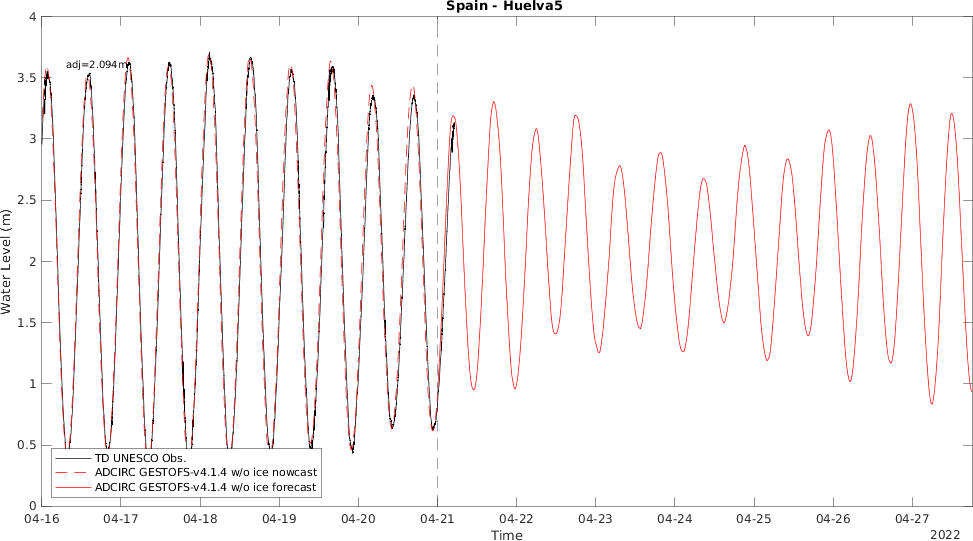 Spain - Huelva5
4
3.5
3
2.5
2
1.5
1
0.5
0
Water Level (m)
adj=2.094m
TD UNESCO Obs.
ADCIRC GESTOFS-v4.1.4 w/o ice nowcast
ADCIRC GESTOFS-v4.1.4 w/o ice forecast
04-16 04-17 04-18 04-19 04-20 04-21 04-22 04-23 04-24 04-25 04-26 04-27
Time
2022